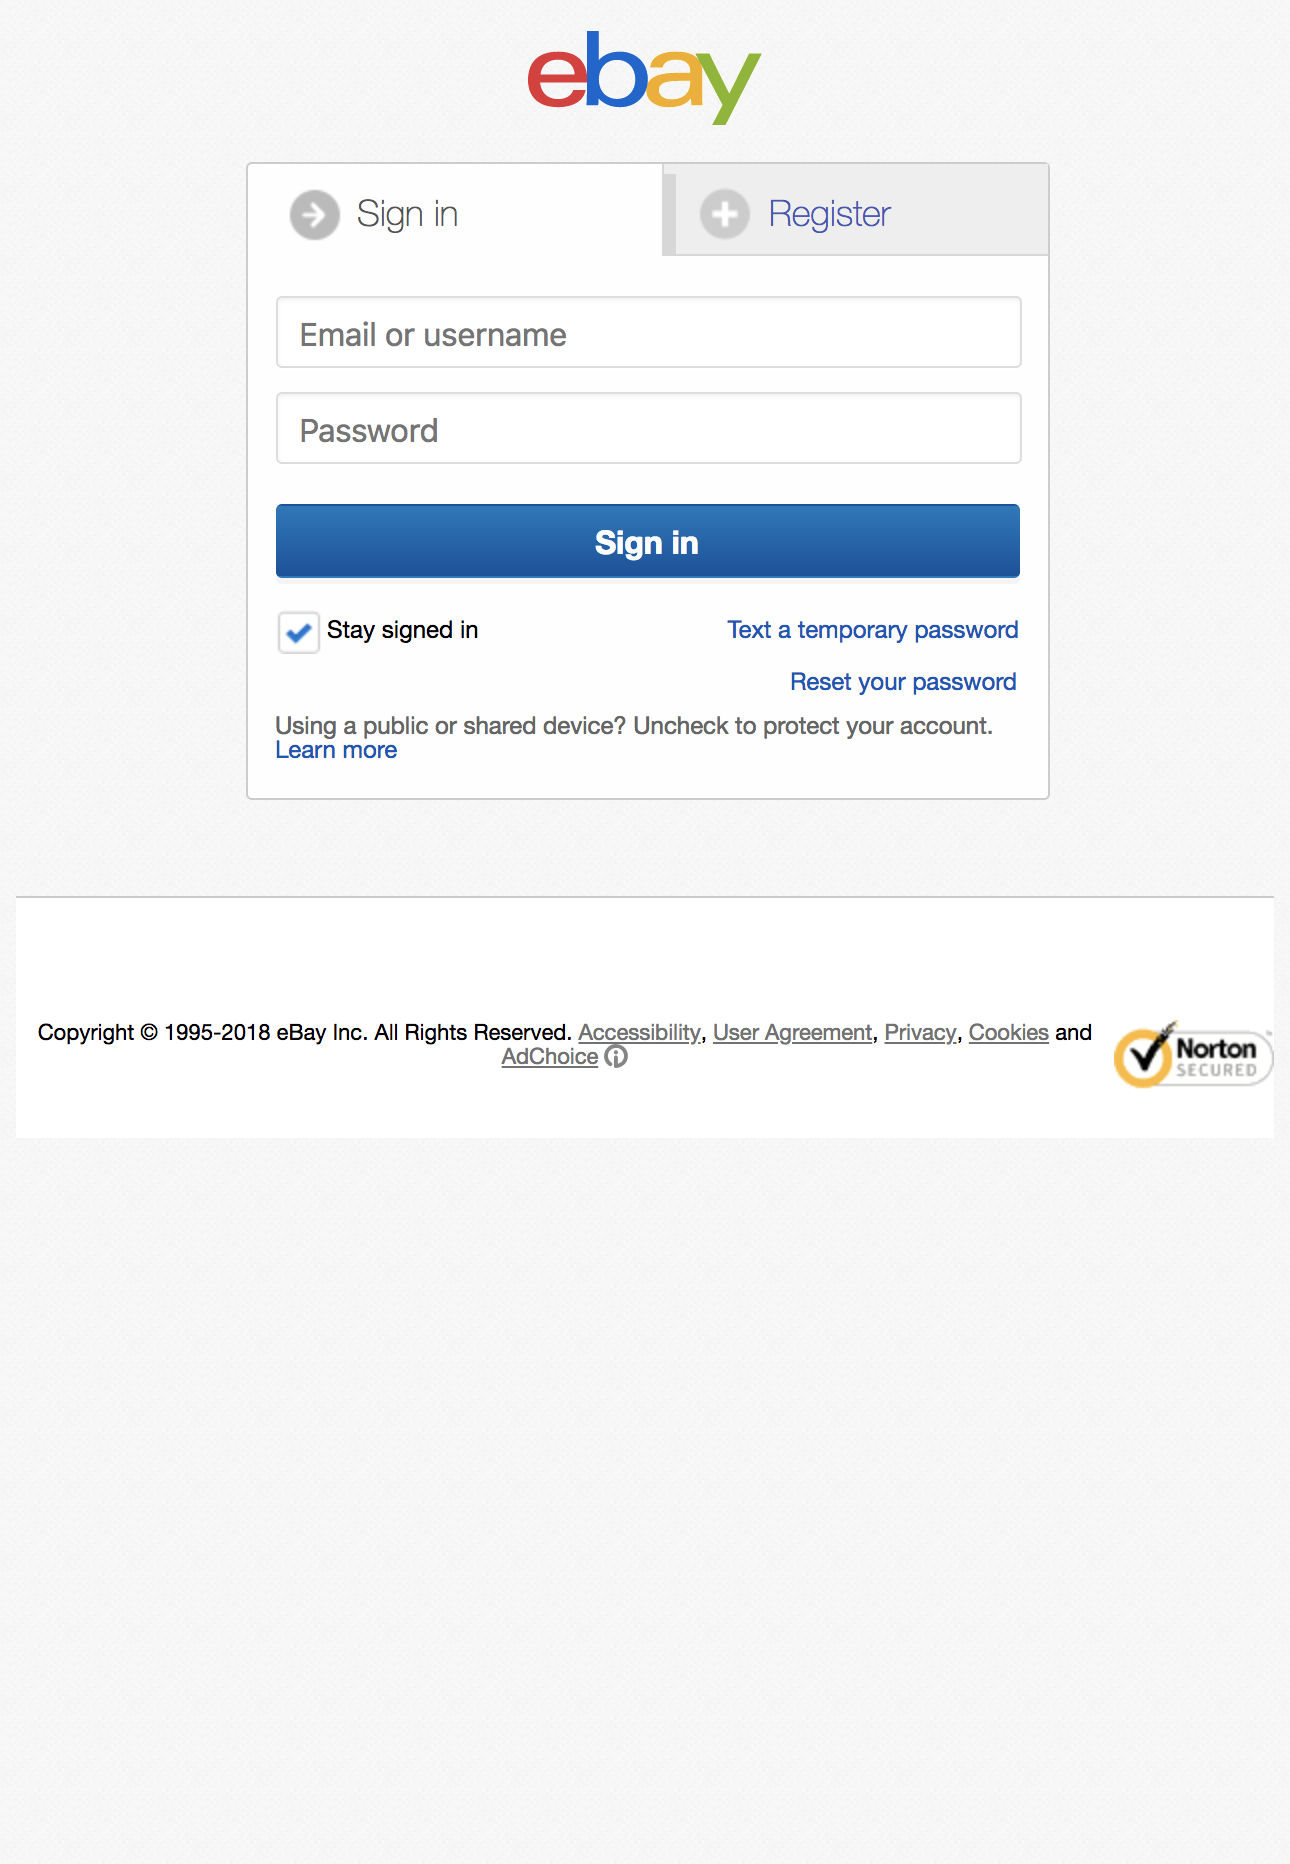 ebay
Sign in
Register
Email or username
Password
Sign in
Stay signed in
Text a temporary password
Reset your password
Using a public or shared device? Uncheck to protect your account.
Learn more
Copyright © 1995-2018 eBay Inc. All Rights Reserved. Accessibility, User Agreement, Privacy, Cookies and
AdChoice
Norton
SECURED